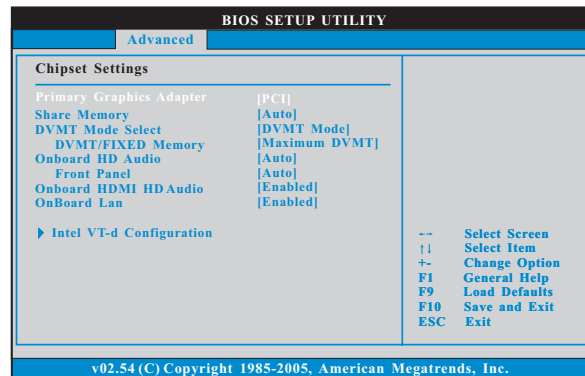 BIOS SETUP UTILITY
Advanced
Chipset Settings
Primary Graphics Adapter [PCI]
Share Memory [Auto]
DVMT Mode Select [DVMT Mode]
DVMT/FIXED Memory [Maximum DVMT]
Onboard HD Audio [Auto]
Front Panel [Auto]
Onboard HDMI HD Audio [Enabled]
OnBoard Lan [Enabled]
Intel VT-d Configuration
←→ Select Screen
↑↓ Select Item
+- Change Option
F1 General Help
F9 Load Defaults
F10 Save and Exit
ESC Exit
v02.54 (C) Copyright 1985-2005, American Megatrends, Inc.